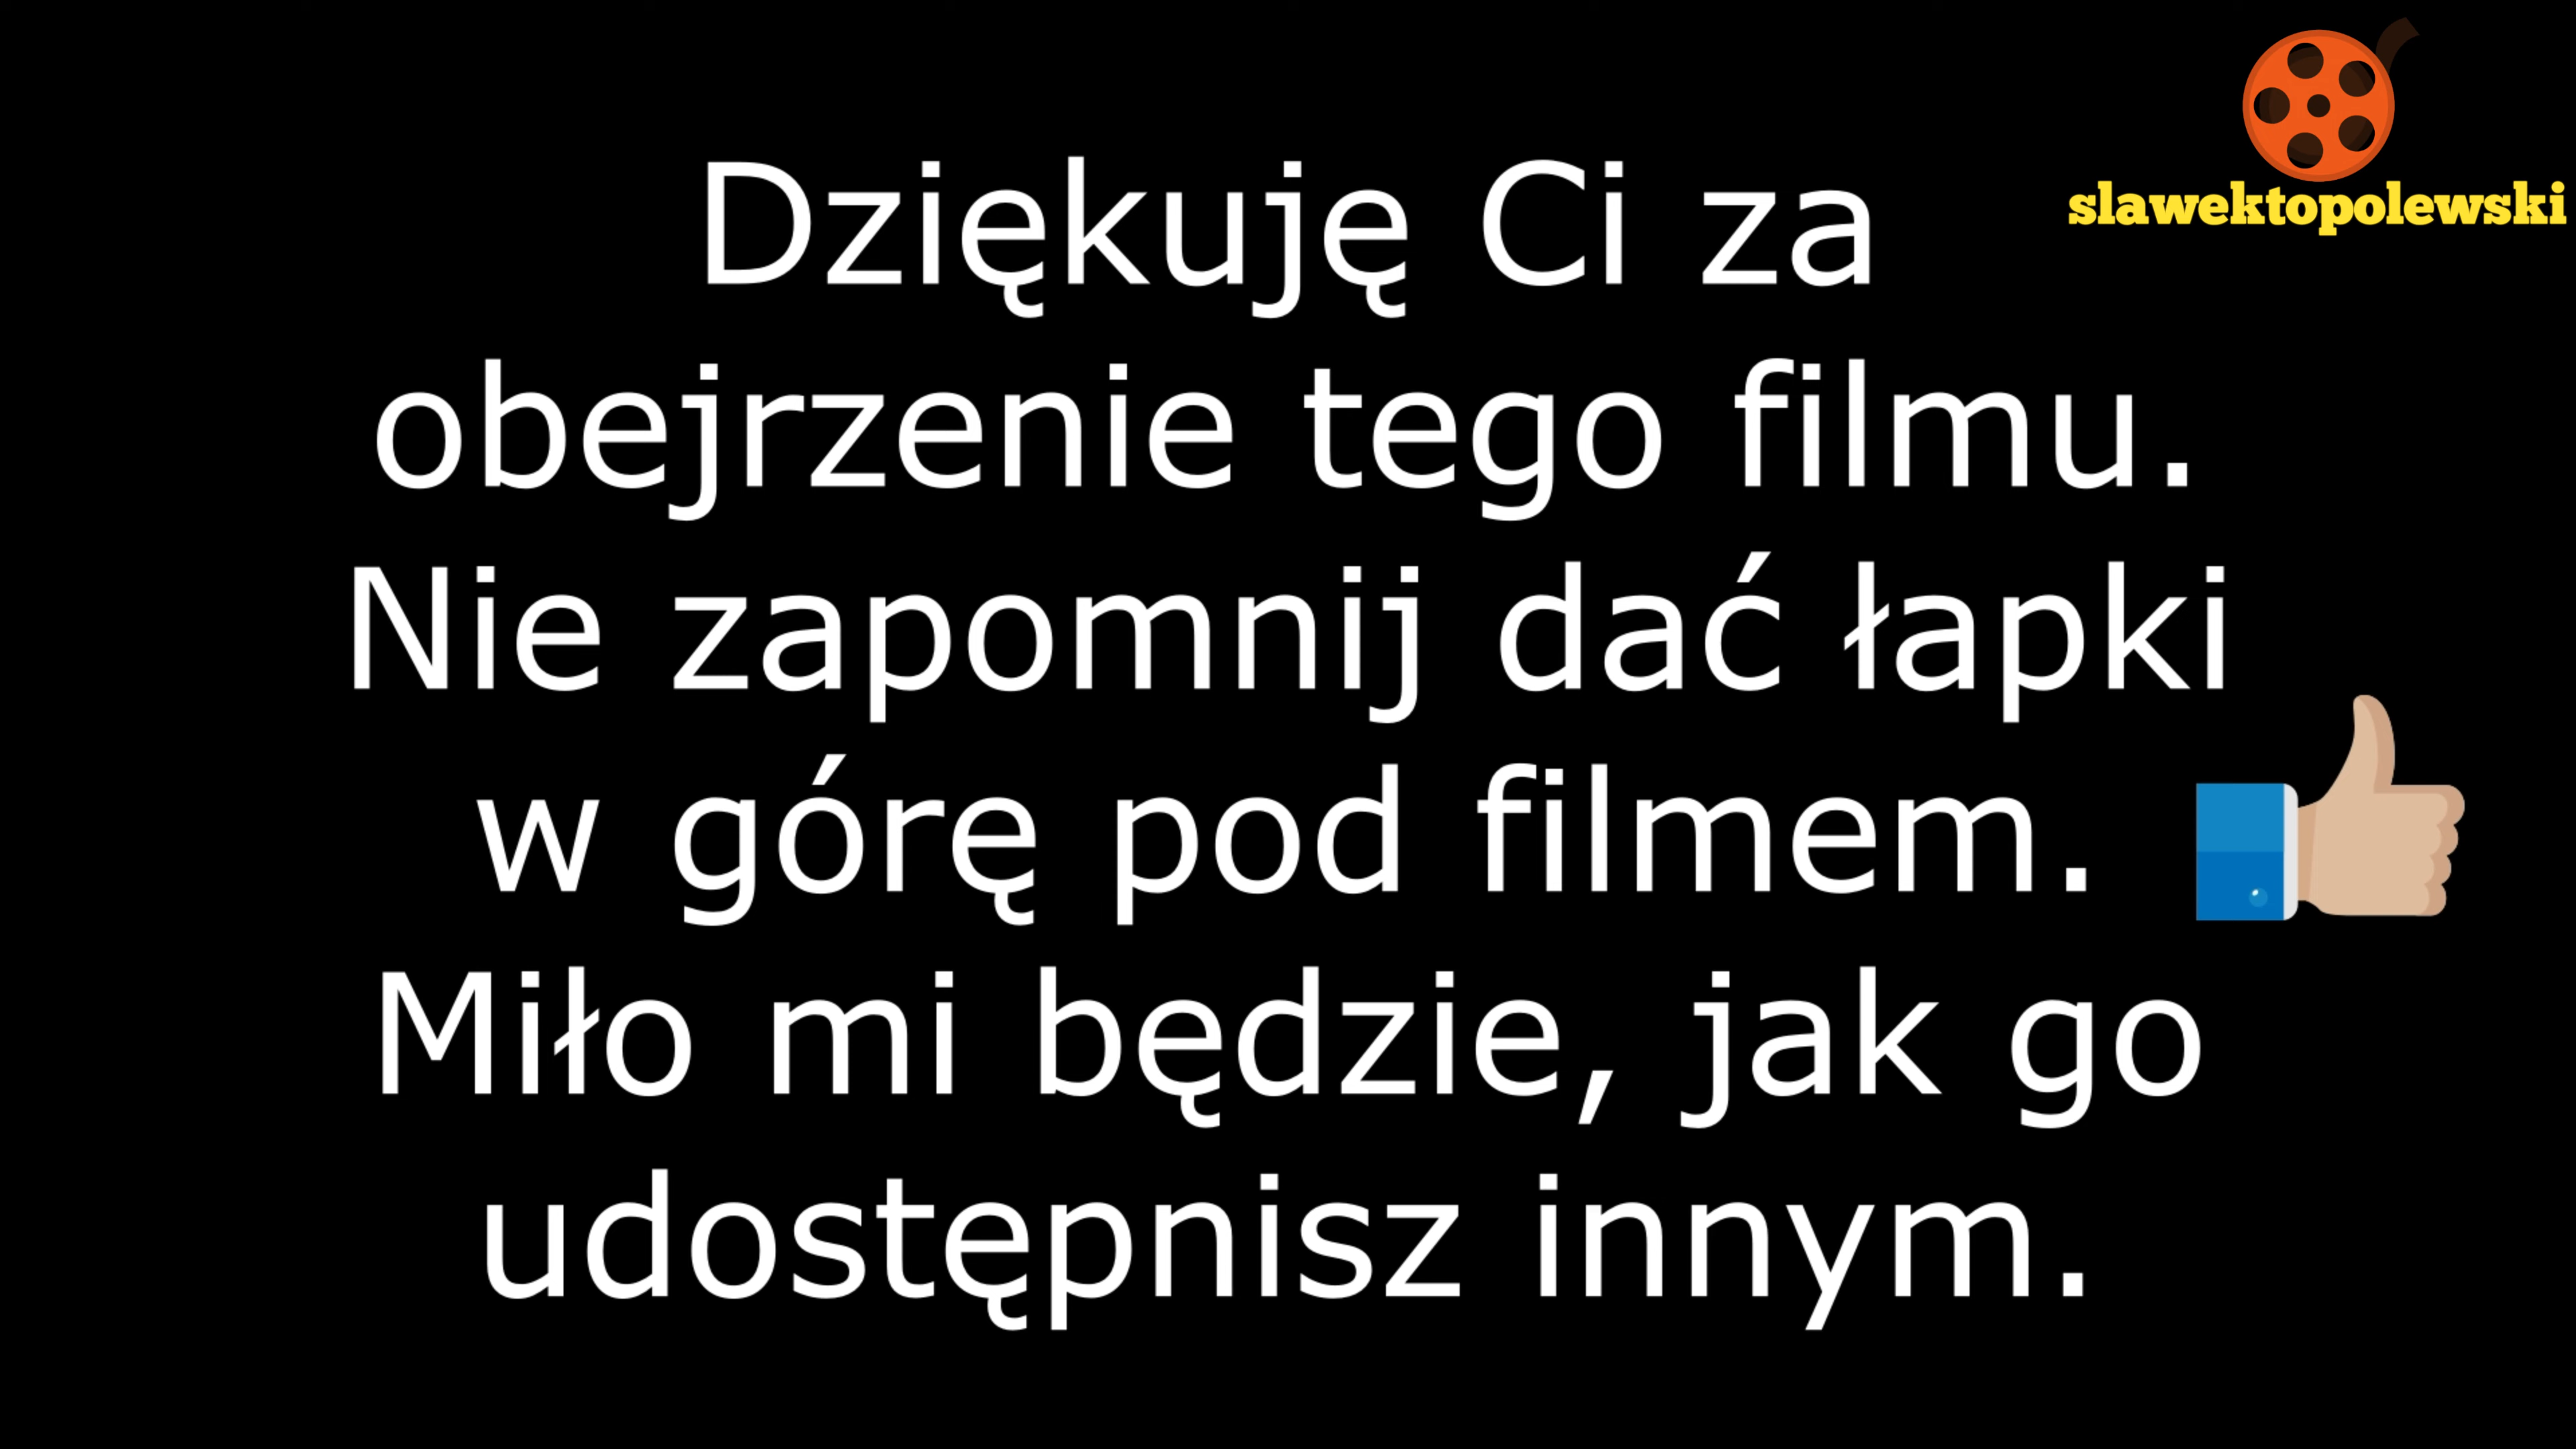 slawektopolewski
Dziękuję Ci za
obejrzenie tego filmu.
Nie zapomnij dać łapki
w górę pod filmem.
Miło mi będzie, jak go
udostępnisz innym.